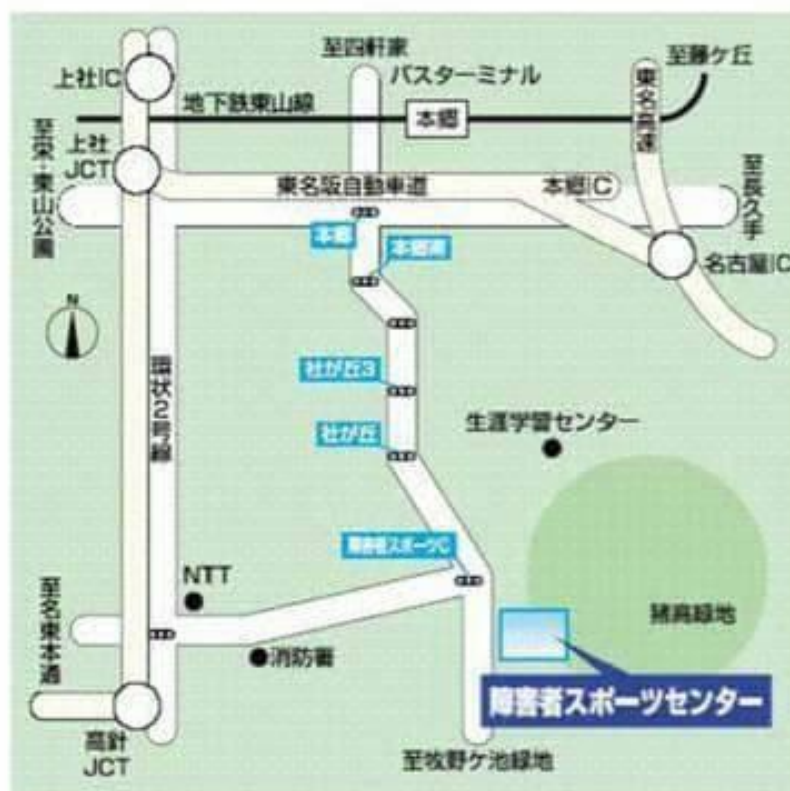 至四軒家
至藤ケ丘
上社IC
バスターミナル
地下鉄東山線
本郷
東名高速
至栄・東山公園
上社
JCT
東名阪自動車道
本郷IC
至長久手
本郷
本郷南
名古屋IC
N
環状2号線
社が丘3
社が丘
生涯学習センター
障害者スポーツC
NTT
至名東本通
猪高緑地
消防署
障害者スポーツセンター
高針
JCT
至牧野ケ池緑地